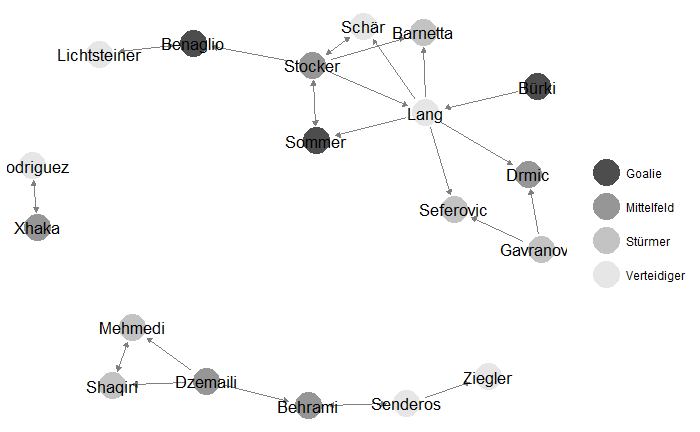 Schär
Barnetta
Benaglio
Lichtsteiner
Stocker
Bürki
Lang
Sommer
odriguez
Drmic
Goalie
Mittelfeld
Seferovic
Xhaka
Stürmer
Gavranov
Verteidiger
Mehmedi
Ziegler
Shaqiri
Dzemaili
Behrami
Senderos